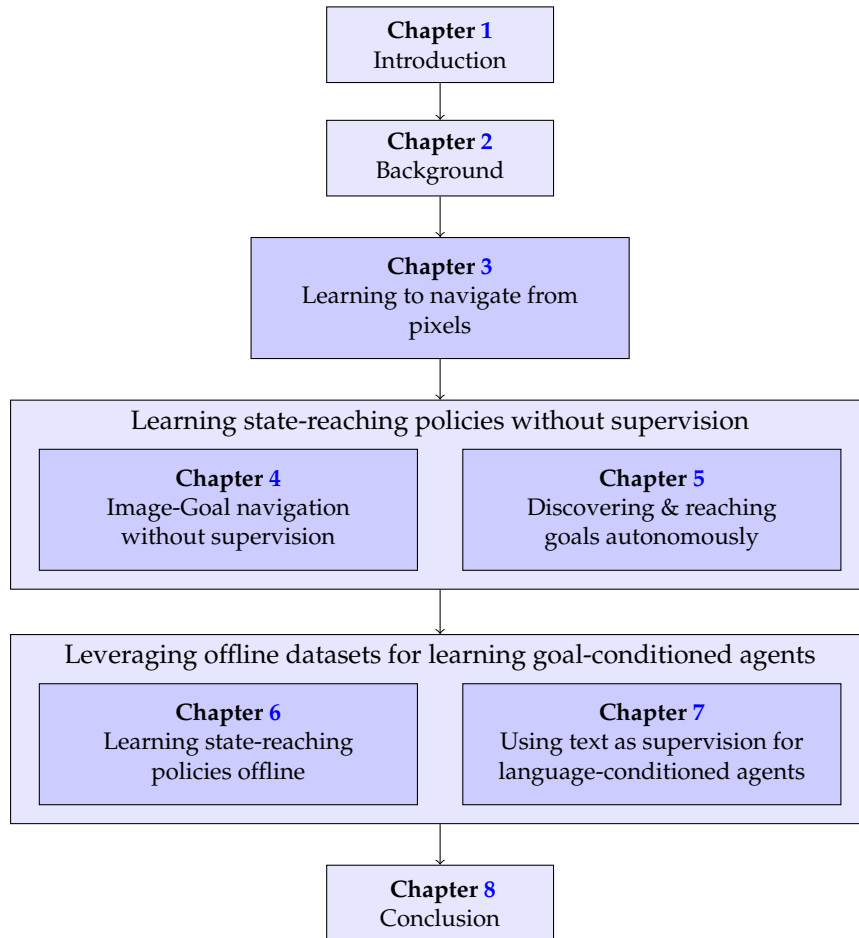 Chapter 1
Introduction
Chapter 2
Background
Chapter 3
Learning to navigate from
pixels
Learning state-reaching policies without supervision
Chapter 4
Image-Goal navigation
without supervision
Chapter 5
Discovering & reaching
goals autonomously
Leveraging offline datasets for learning goal-conditioned agents
Chapter 6
Learning state-reaching
policies offline
Chapter 7
Using text as supervision for
language-conditioned agents
Chapter 8
Conclusion